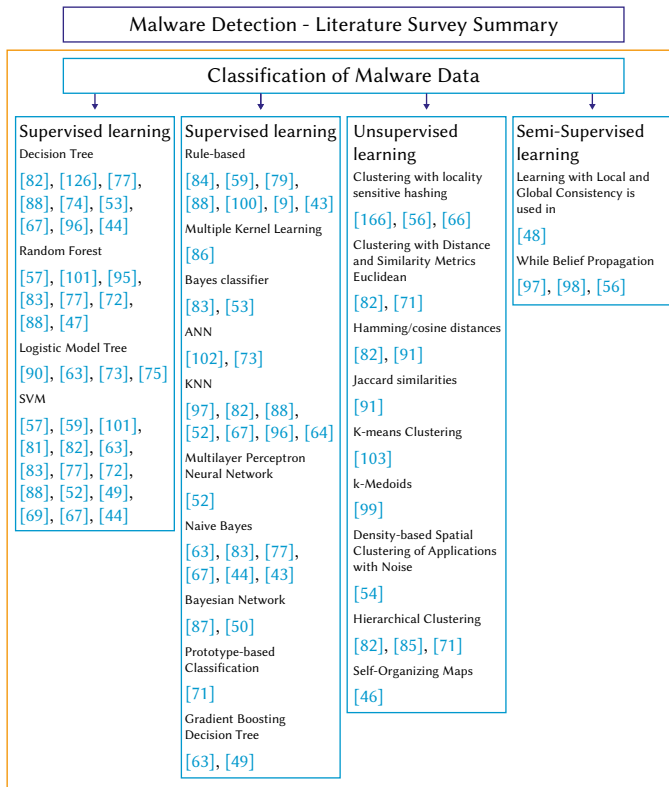 Malware Detection - Literature Survey Summary
Classification of Malware Data
Supervised learning
Decision Tree
[82], [126], [77],
[88], [74], [53],
[67], [96], [44]
Random Forest
[57], [101], [95],
[83], [77], [72],
[88], [47]
Logistic Model Tree
[90], [63], [73], [75]
SVM
[57], [59], [101],
[81], [82], [63],
[83], [77], [72],
[88], [52], [49],
[69], [67], [44]
Supervised learning
Rule-based
[84], [59], [79],
[88], [100], [9], [43]
Multiple Kernel Learning
[86]
Bayes classifier
[83], [53]
ANN
[102], [73]
KNN
[97], [82], [88],
[52], [67], [96], [64]
Multilayer Perceptron
Neural Network
[52]
Naive Bayes
[63], [83], [77],
[67], [44], [43]
Bayesian Network
[87], [50]
Prototype-based
Classification
[71]
Gradient Boosting
Decision Tree
[63], [49]
Unsupervised
learning
Clustering with locality
sensitive hashing
[166], [56], [66]
Clustering with Distance
and Similarity Metrics
Euclidean
[82], [71]
Hamming/cosine distances
[82], [91]
Jaccard similarities
[91]
K-means Clustering
[103]
k-Medoids
[99]
Density-based Spatial
Clustering of Applications
with Noise
[54]
Hierarchical Clustering
[82], [85], [71]
Self-Organizing Maps
[46]
Semi-Supervised
learning
Learning with Local and
Global Consistency is
used in
[48]
While Belief Propagation
[97], [98], [56]